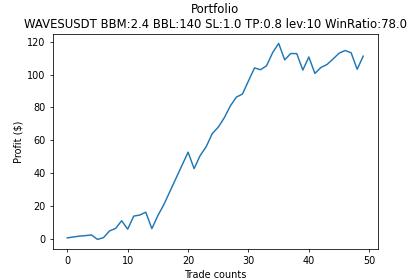 Portfolio
WAVESUSDT BBM:2.4 BBL:140 SL:1.0 TP:0.8 lev:10 WinRatio:78.0
120
100
80
60
40
20
0
Profit ($)
0 10 20 30 40 50
Trade counts